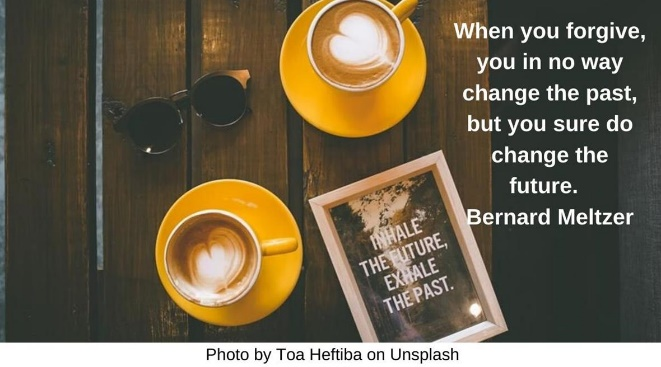 When you forgive,
you in no way
change the past,
but you sure do
change the
future.
Bernard Meltzer
INHALE
THE FUTURE,
EXHALE
THE PAST.
Photo by Toa Heftiba on Unsplash